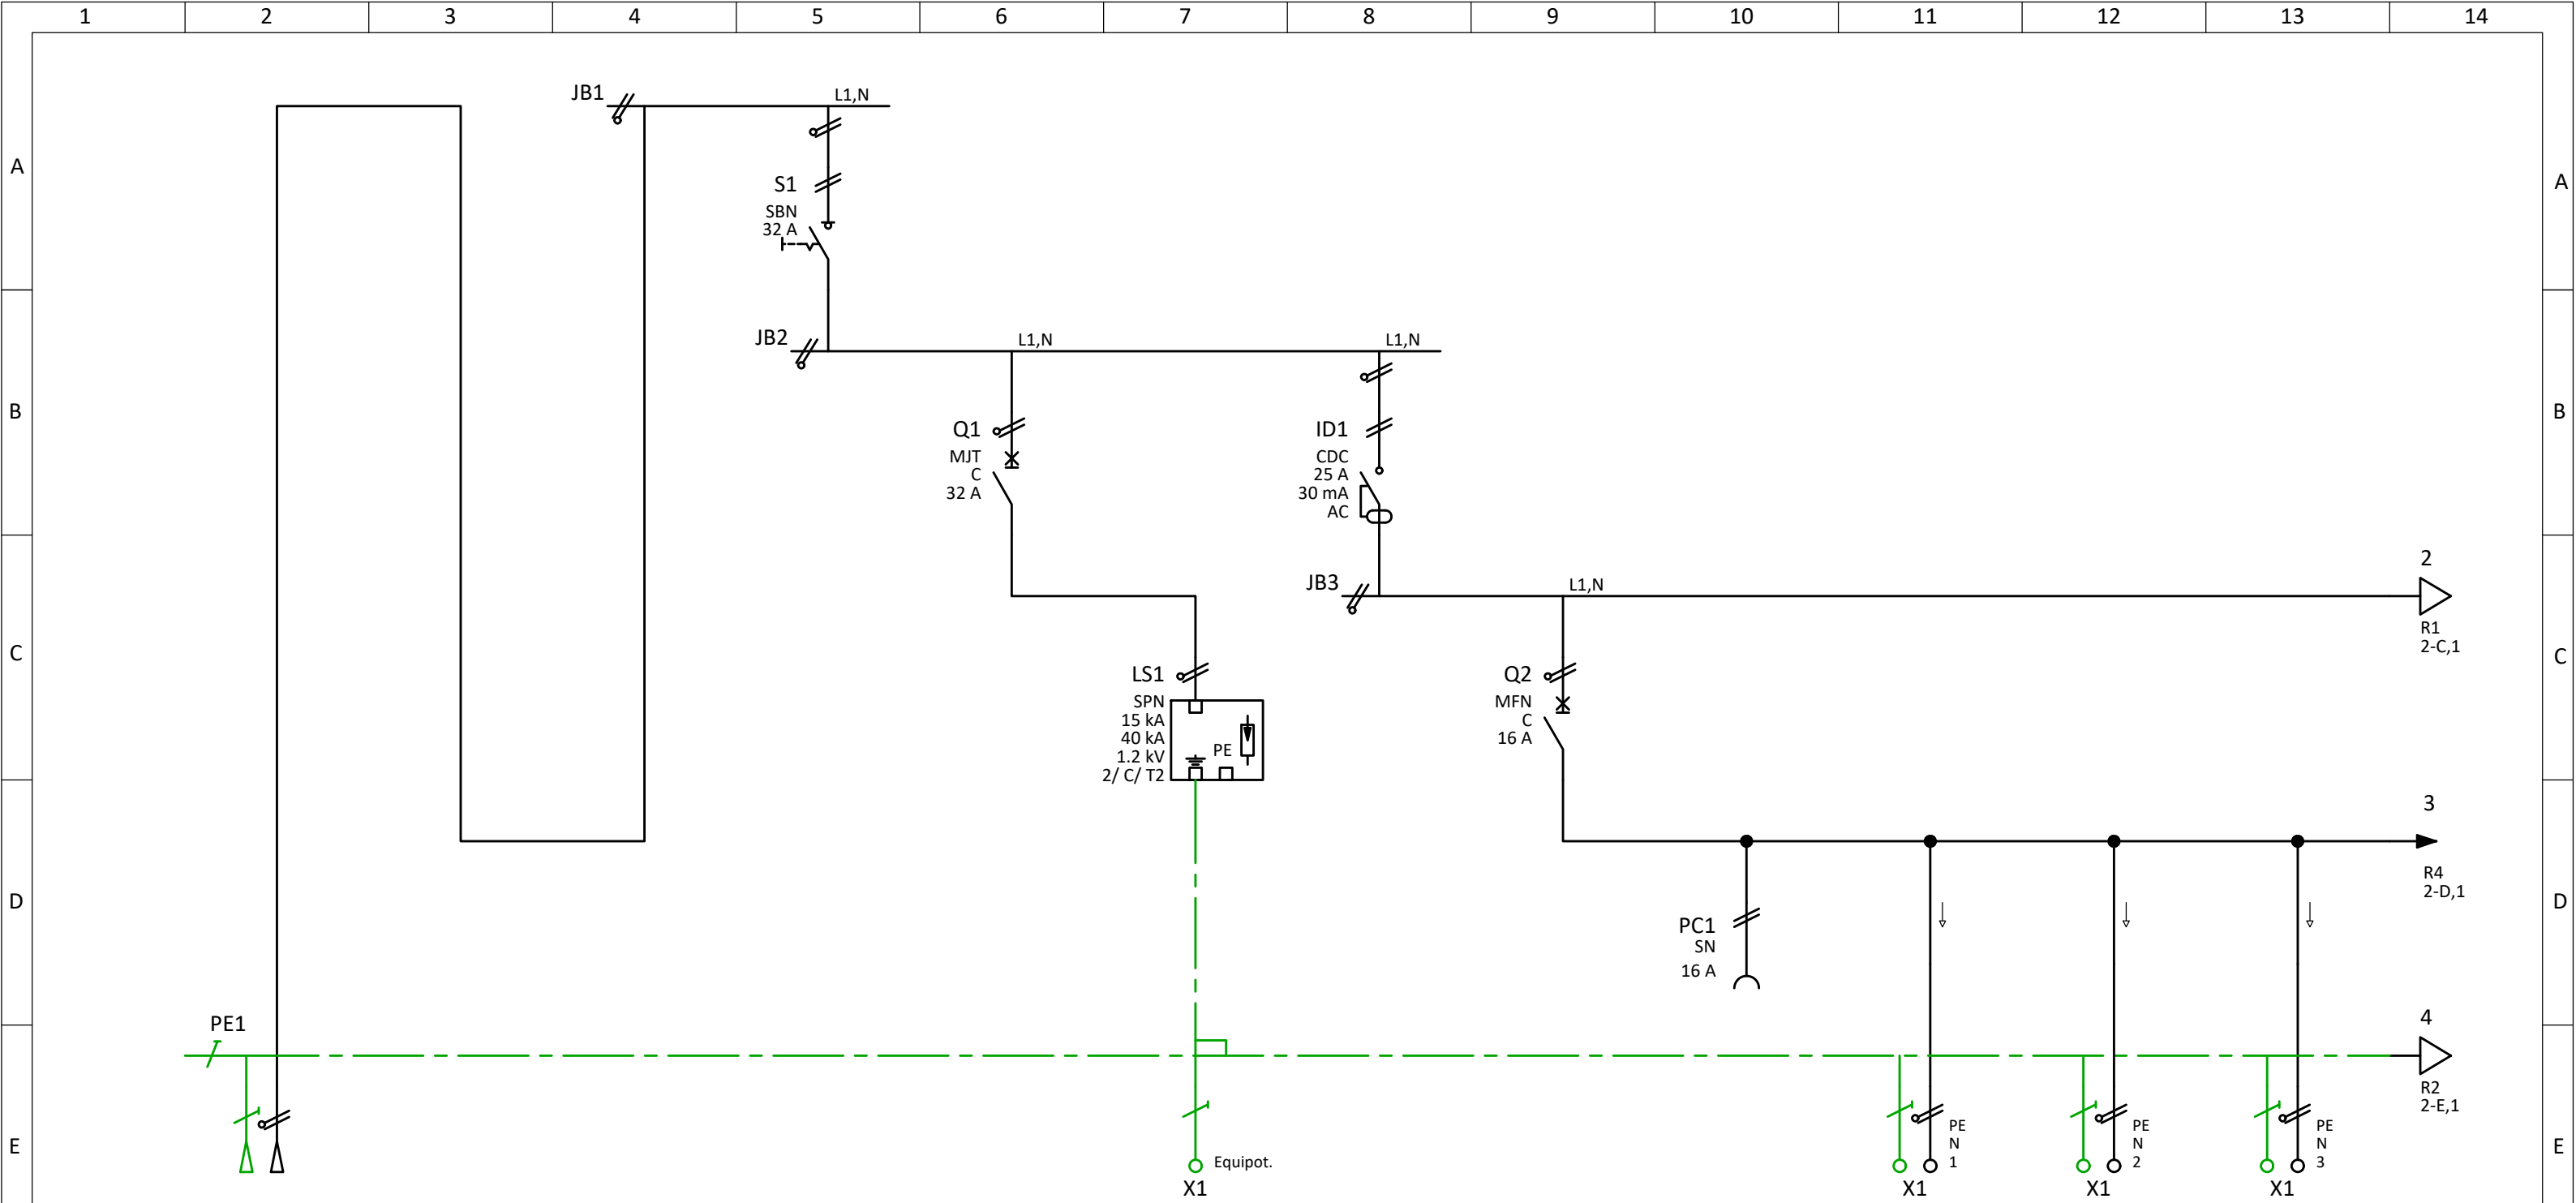 1 2 3 4 5 6 7 8 9 10 11 12 13 14
JB1
L1,N
A
A
S1
SBN
32 A
JB2
L1,N
L1,N
B
B
Q1
MJT
C
32 A
ID1
CDC
25 A
30 mA
AC
JB3
L1,N
2
R1
2-C,1
C
C
LS1
SPN
15 kA
40 kA
1.2 kV
2/ C/ T2
PE
Q2
MFN
C
16 A
3
R4
2-D,1
D
D
PC1
SN
16 A
PE1
4
R2
2-E,1
E
E
Equipot.
X1
PE
N
1
X1
PE
N
2
X1
PE
N
3
X1